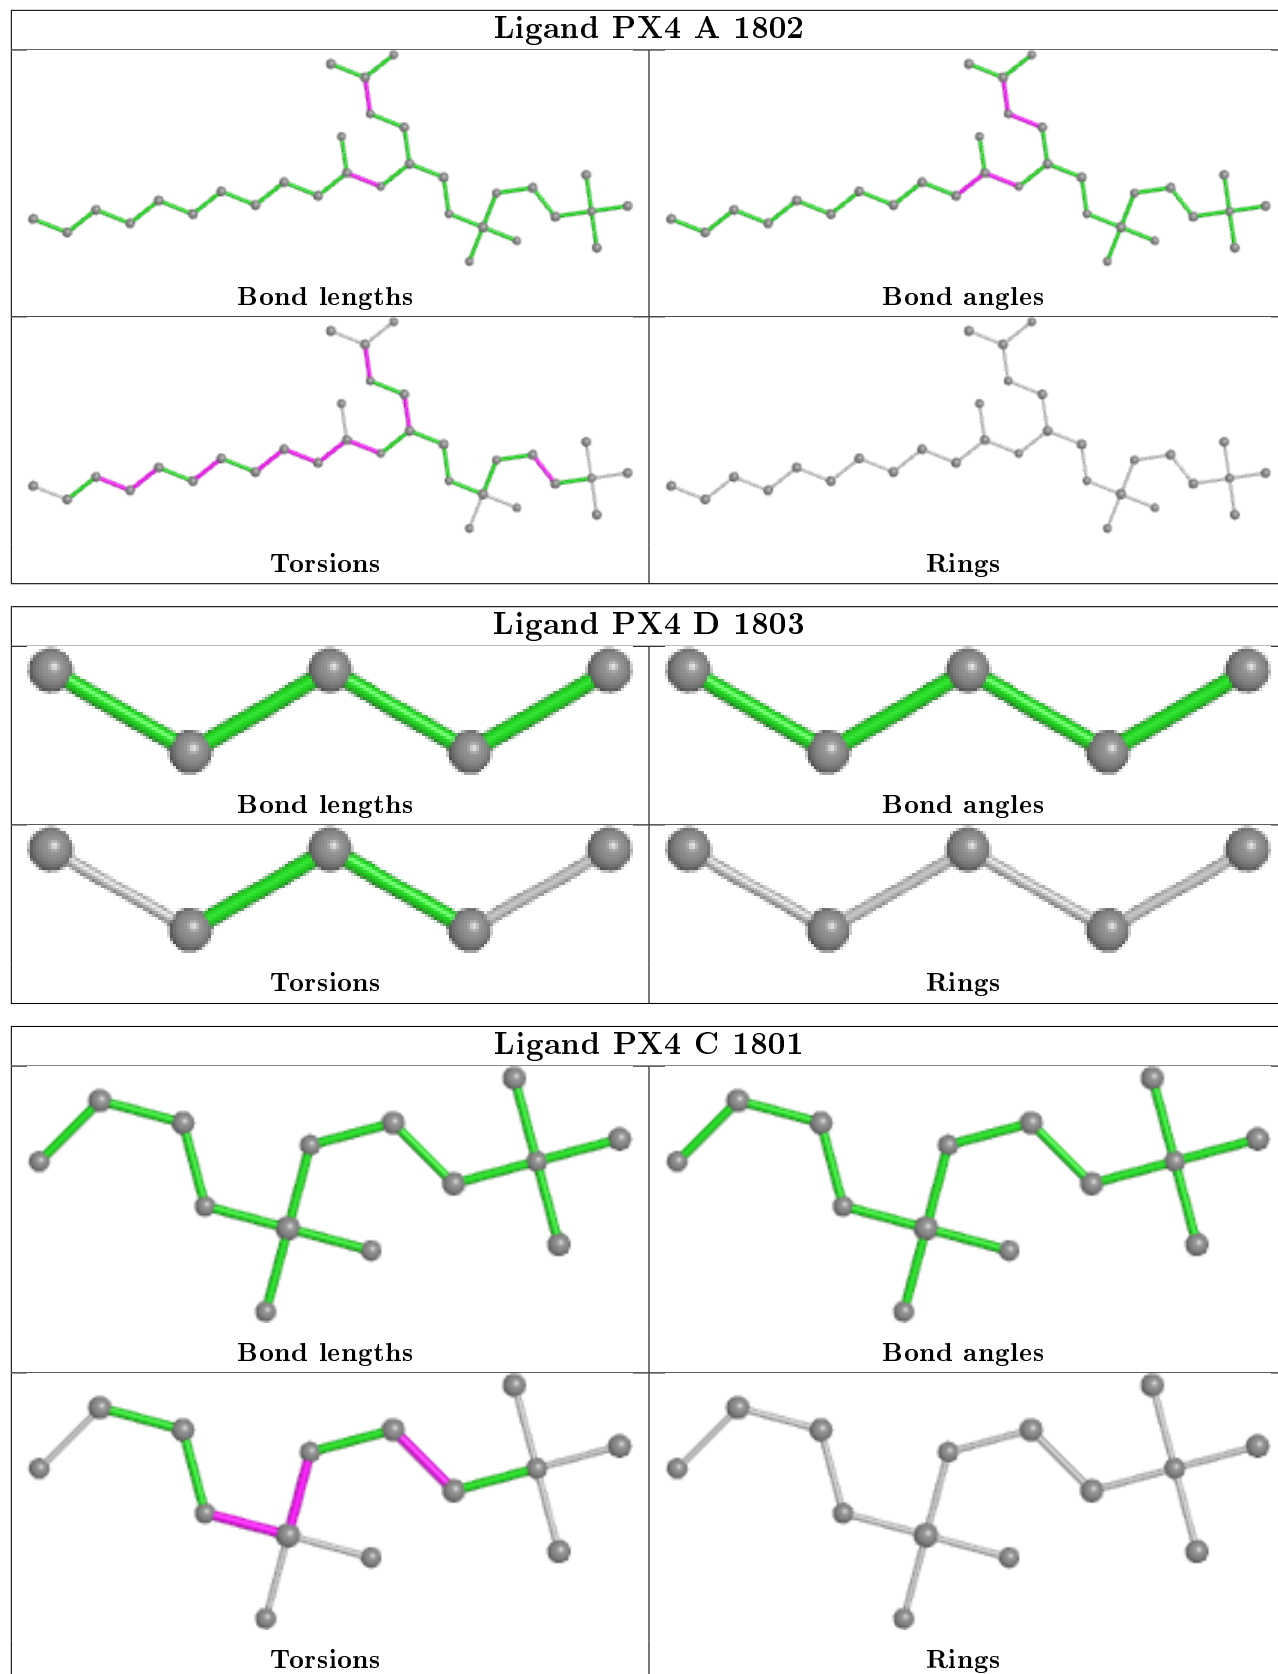 Ligand PX4 A 1802
Bond lengths
Bond angles
Torsions
Rings
Ligand PX4 D 1803
Bond lengths
Bond angles
Torsions
Rings
Ligand PX4 C 1801
Bond lengths
Bond angles
Torsions
Rings